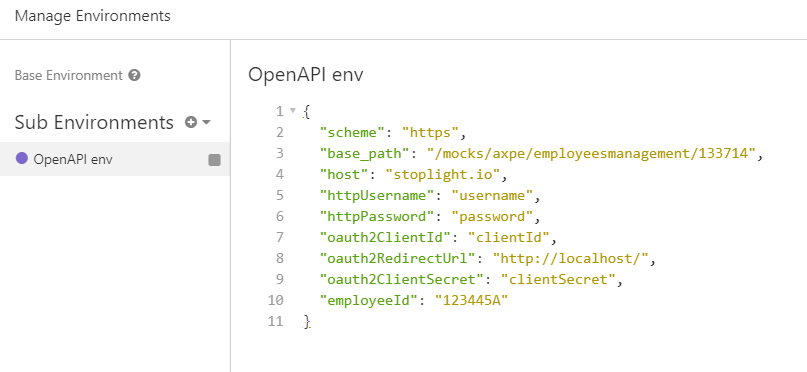 Manage Environments
Base Environment
Sub Environments
OpenAPI env
OpenAPI env
1 {
2 "scheme": "https",
3 "base_path": "/mocks/axpe/employeesmanagement/133714",
4 "host": "stoplight.io",
5 "httpUsername": "username",
6 "httpPassword": "password",
7 "oauth2ClientId": "clientId",
8 "oauth2RedirectUrl": "http://localhost/",
9 "oauth2ClientSecret": "clientSecret",
10 "employeeId": "123445A"
11 }